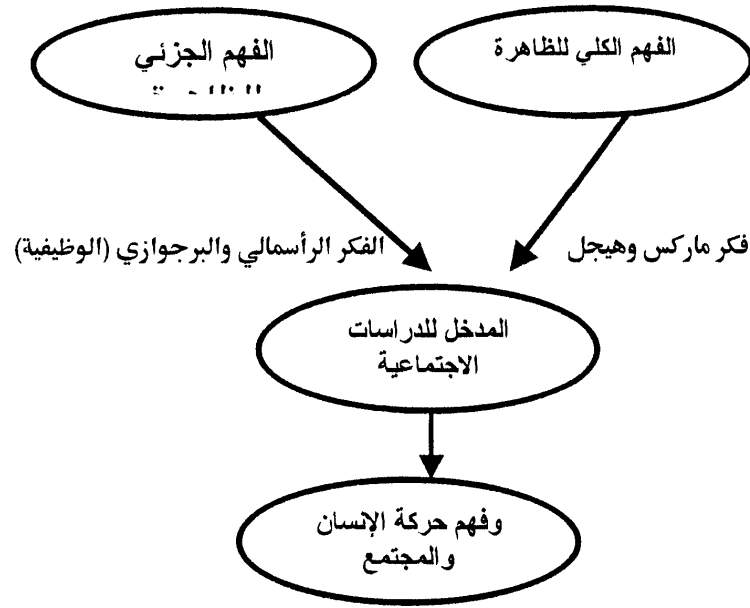 الفهم الكلي للظاهرة
الفهم الجزئي
فكر ماركس وهيجل
الفكر الرأسمالي والبرجوازي (الوظيفية)
المدخل للدراسات
الاجتماعية
وفهم حركة الإنسان
والمجتمع